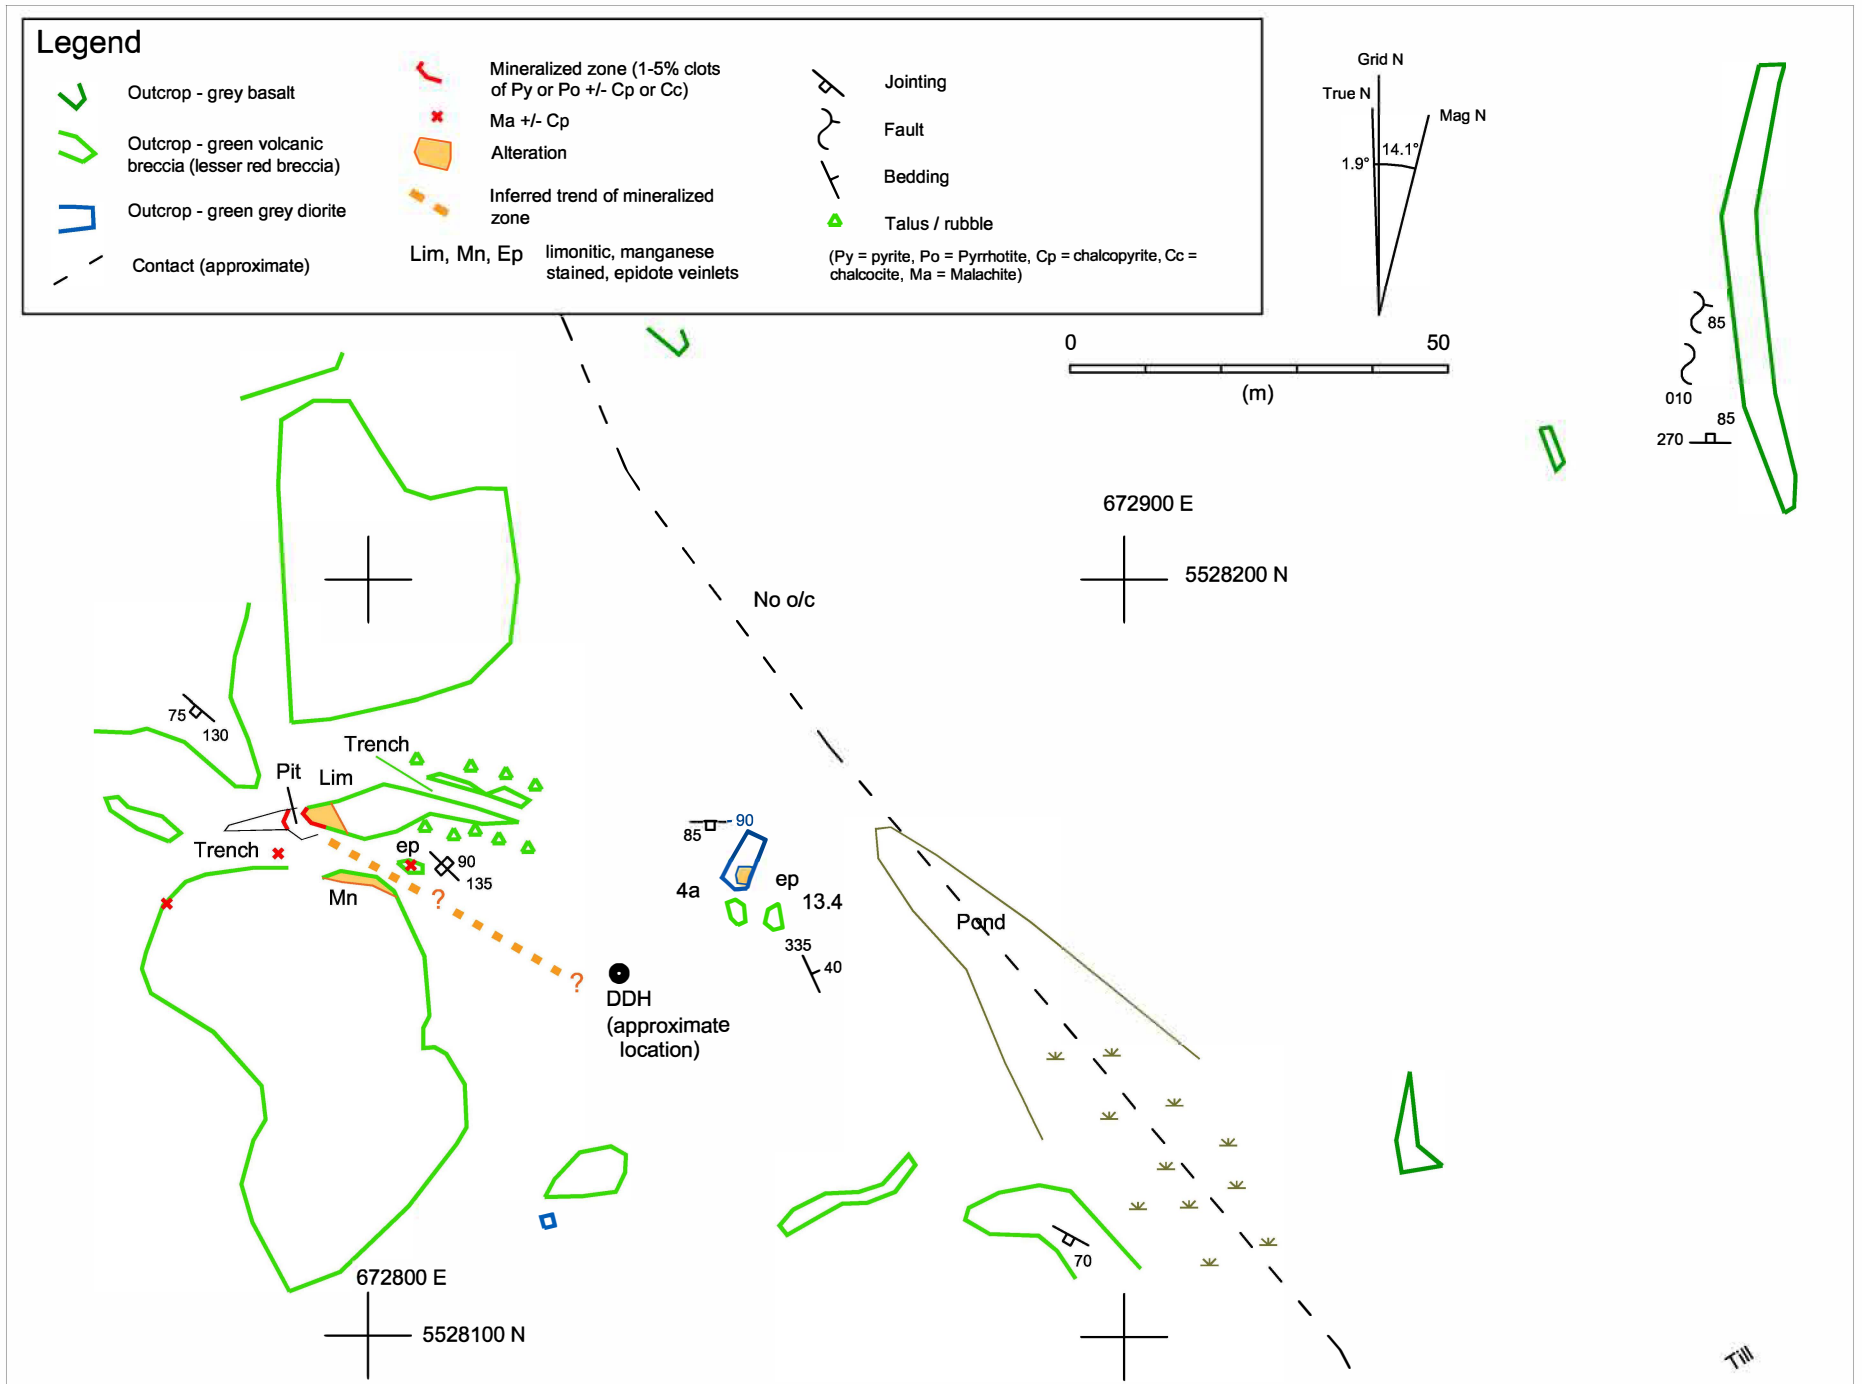 Legend
Outcrop - grey basalt
Outcrop - green volcanic
breccia (lesser red breccia)
Outcrop - green grey diorite
Contact (approximate)
Mineralized zone (1-5% clots
of Py or Po +/- Cp or Cc)
Ma +/- Cp
Alteration
Inferred trend of mineralized
zone
Lim, Mn, Ep
limonitic, manganese
stained, epidote veinlets
Jointing
Fault
Bedding
Talus / rubble
(Py = pyrite, Po = Pyrrhotite, Cp = chalcopyrite, Cc =
chalcocite, Ma = Malachite)
Grid N
True N
Mag N
14.1°
1.9°
0
50
(m)
85
010
85
270
672900 E
5528200 N
No o/c
75
130
Trench
Pit
Lim
Trench
ep
90
135
Mn
?
?
85
90
4a
ep
13.4
335
40
DDH
(approximate
location)
Pond
70
672800 E
5528100 N
Till